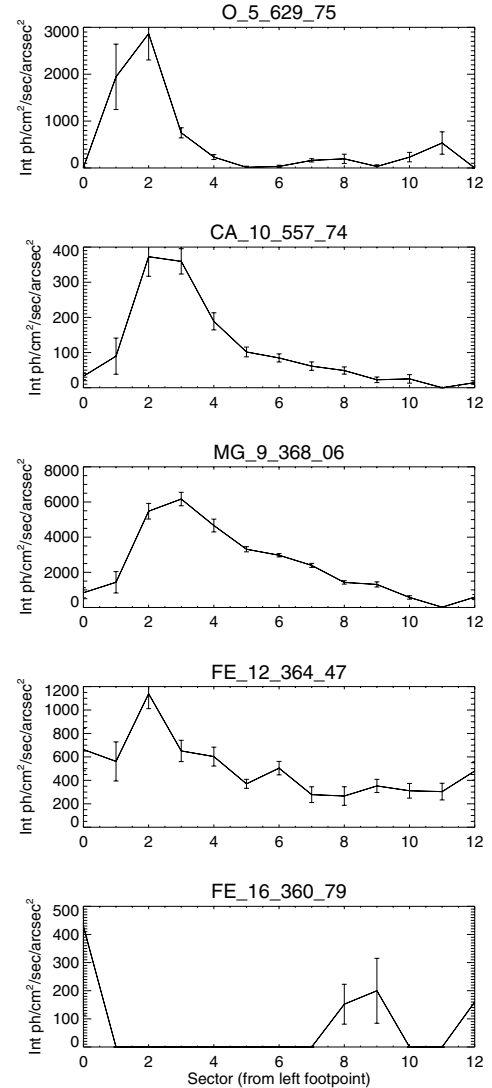 O_5_629_75
Int ph/cm²/sec/arcsec²
3000
2000
1000
0
0 2 4 6 8 10 12
CA_10_557_74
Int ph/cm²/sec/arcsec²
400
300
200
100
0
0 2 4 6 8 10 12
MG_9_368_06
Int ph/cm²/sec/arcsec²
8000
6000
4000
2000
0
0 2 4 6 8 10 12
FE_12_364_47
Int ph/cm²/sec/arcsec²
1200
1000
800
600
400
200
0
0 2 4 6 8 10 12
FE_16_360_79
Int ph/cm²/sec/arcsec²
500
400
300
200
100
0
0 2 4 6 8 10 12
Sector (from left footpoint)